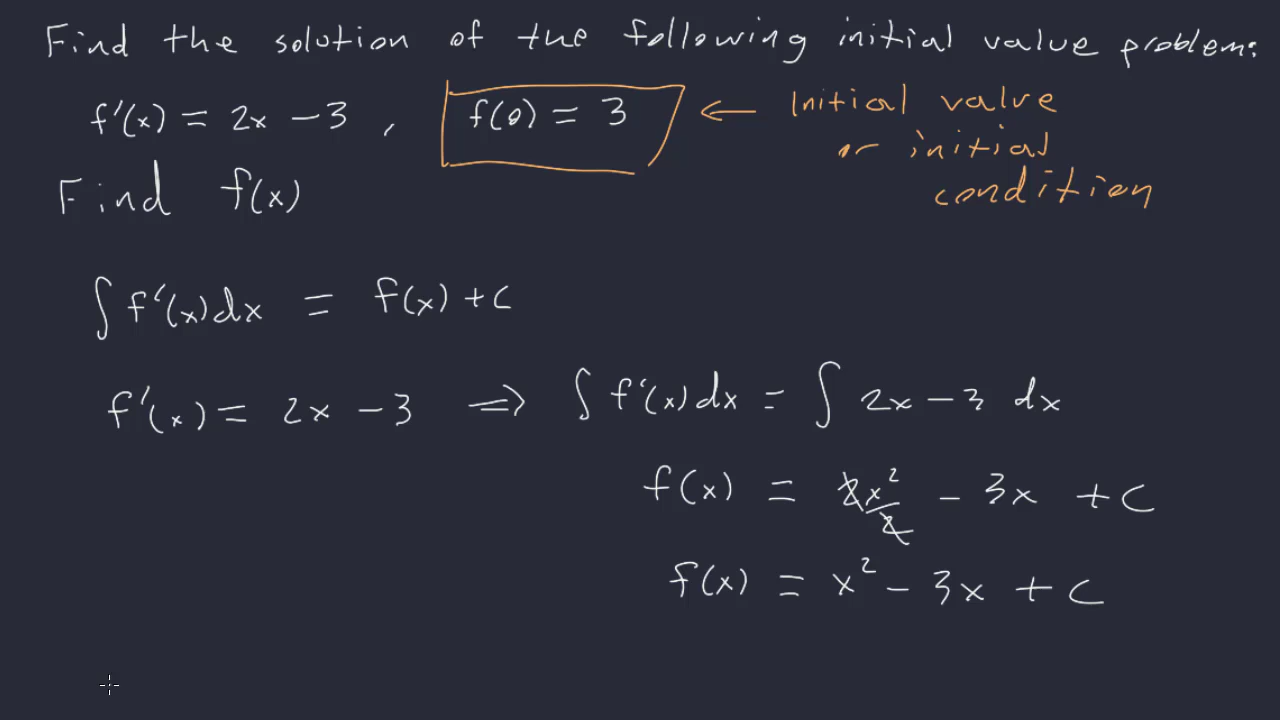 Find the solution of the following initial value problem:
f'(x) = 2x - 3 , f(0) = 3 ← Initial value
or initial
condition
Find f(x)
∫ f'(x) dx = f(x) + c
f'(x) = 2x - 3 ⇒ ∫ f'(x) dx = ∫ 2x - 3 dx
f(x) = 2x²/2 - 3x + c
f(x) = x² - 3x + c